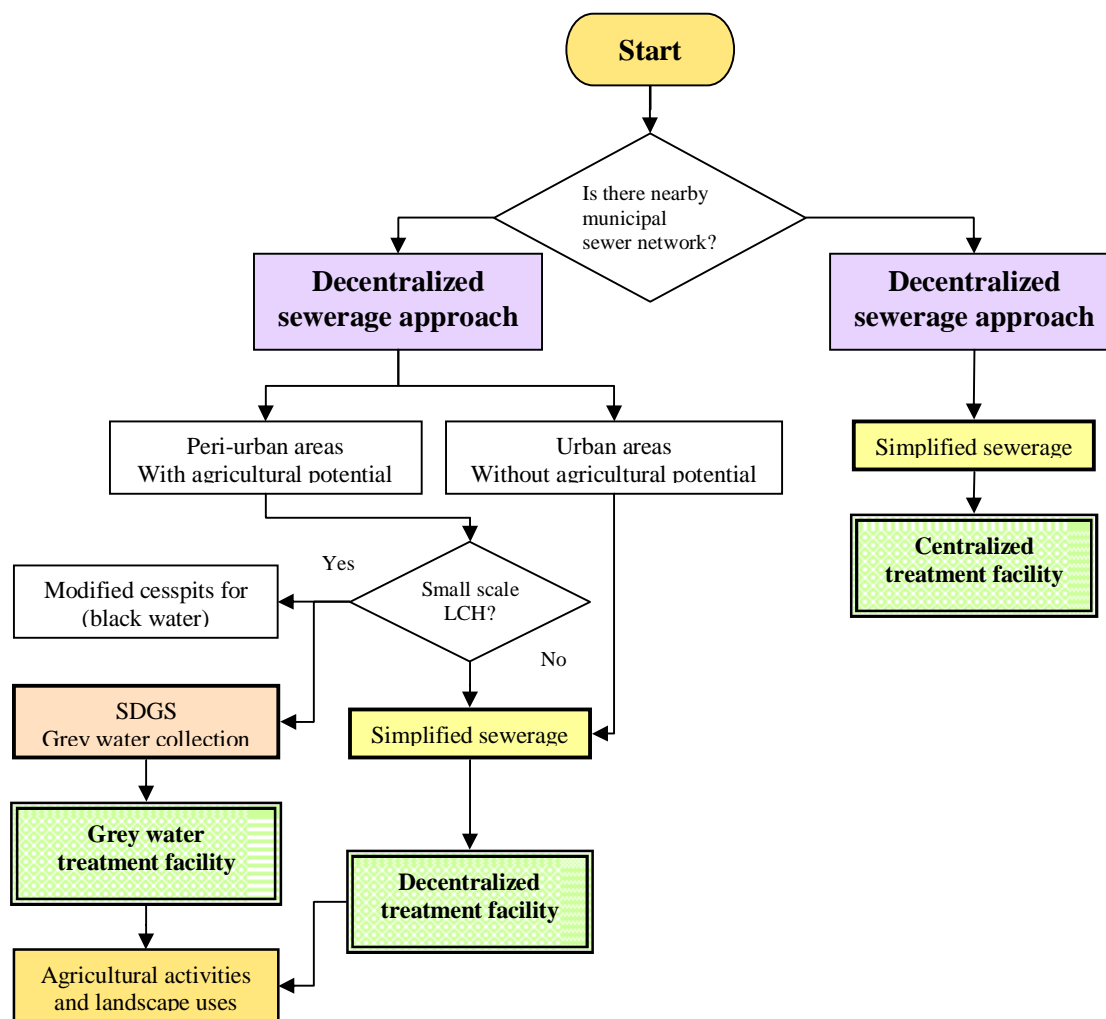 Start
Is there nearby
municipal
sewer network?
Decentralized
sewerage approach
Decentralized
sewerage approach
Peri-urban areas
With agricultural potential
Urban areas
Without agricultural potential
Simplified sewerage
Centralized
treatment facility
Yes
Small scale
LCH?
No
Modified cesspits for
(black water)
SDGS
Grey water collection
Simplified sewerage
Grey water
treatment facility
Decentralized
treatment facility
Agricultural activities
and landscape uses